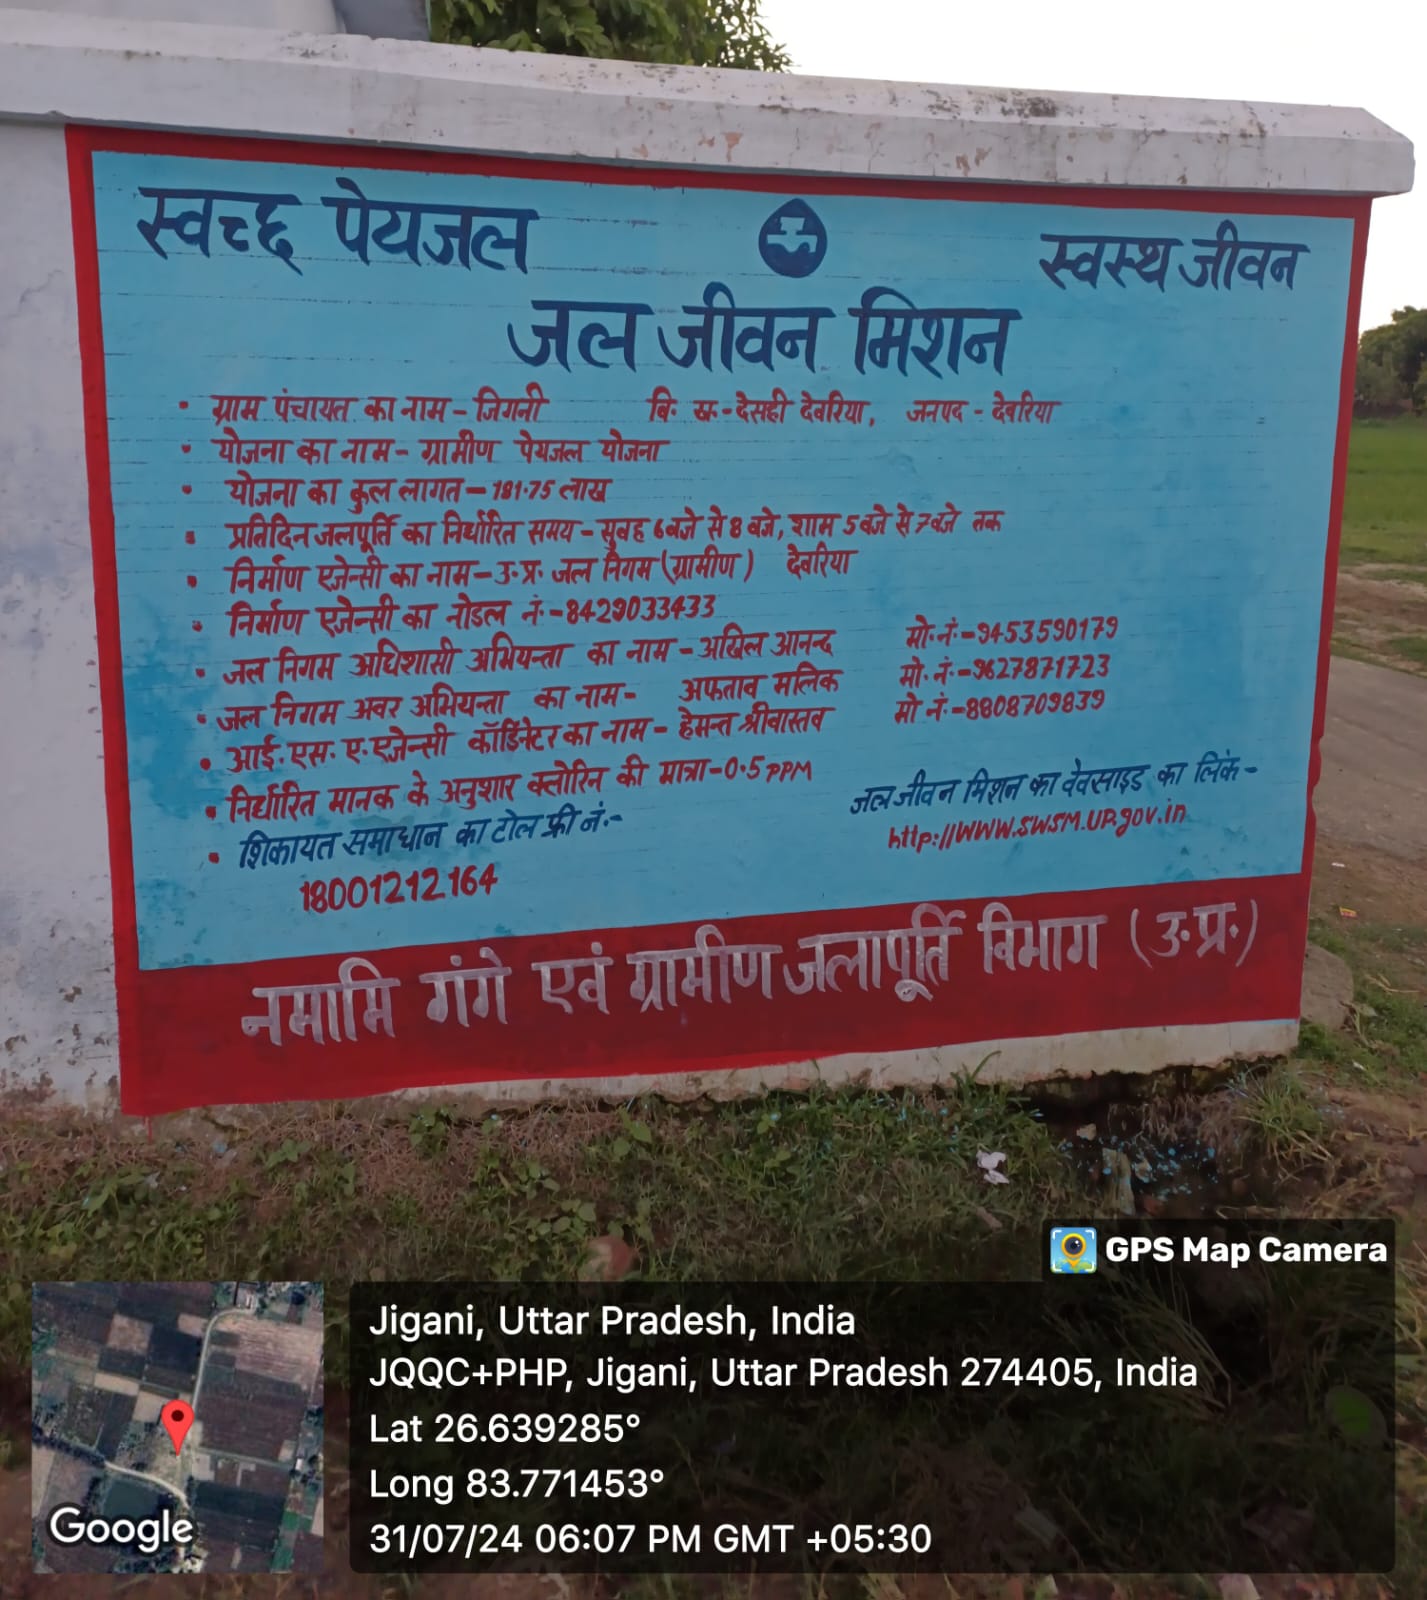 स्वच्छ पेयजल
स्वस्थ जीवन
जल जीवन मिशन
• ग्राम पंचायत का नाम - जिगनी वि. ख. - देसही देवरिया, जनपद - देवरिया
• योजना का नाम - ग्रामीण पेयजल योजना
• योजना का कुल लागत - 181.75 लाख
• प्रतिदिन जलपूर्ति का निर्धारित समय - सुवह 6 बजे से 8 बजे, शाम 5 बजे से 7 बजे तक
• निर्माण एजेन्सी का नाम - उ.प्र. जल निगम (ग्रामीण) देवरिया
• निर्माण एजेन्सी का नोडल नं.- 8429033433
• जल निगम अधिशासी अभियन्ता का नाम - अखिल आनन्द मो.नं.-9453590179
• जल निगम अवर अभियन्ता का नाम- अफताव मलिक मो.नं.-9627871723
• आई.एस.ए. एजेन्सी कॉर्डिनेटर का नाम - हेमन्त श्रीवास्तव मो नं.-8808709839
• निर्धारित मानक के अनुशार क्लोरिन की मात्रा - 0.5 PPM
• शिकायत समाधान का टोल फ्री नं.-
18001212164
जल जीवन मिशन का वेवसाइड का लिंक -
http://www.swsm.up.gov.in
नमामि गंगे एवं ग्रामीण जलापूर्ति विभाग (उ.प्र.)
GPS Map Camera
Jigani, Uttar Pradesh, India
JQQC+PHP, Jigani, Uttar Pradesh 274405, India
Lat 26.639285°
Long 83.771453°
31/07/24 06:07 PM GMT +05:30
Google